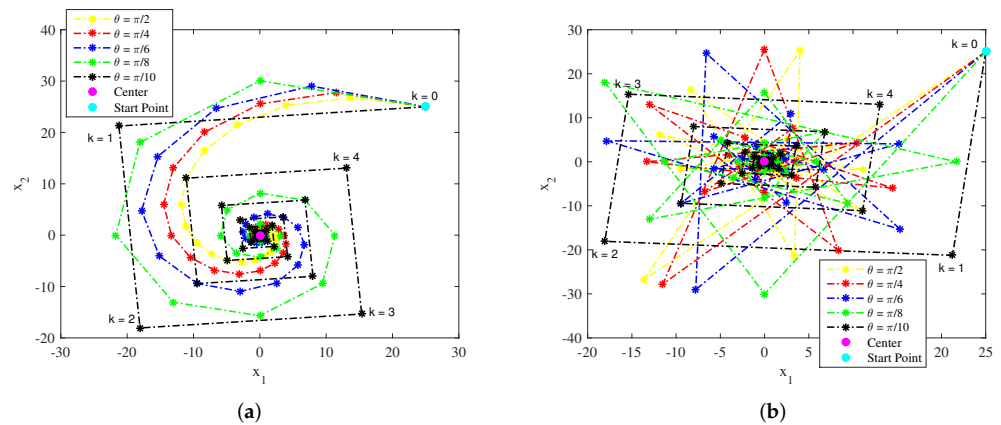 40
30
20
10
0
-10
-20
-30 -20 -10 0 10 20 30
x2
x1
θ = π/2
θ = π/4
θ = π/6
θ = π/8
θ = π/10
Center
Start Point
k = 0
k = 1
k = 2
k = 3
k = 4
(a)
30
20
10
0
-10
-20
-30
-40
-20 -15 -10 -5 0 5 10 15 20 25
x2
x1
k = 0
k = 3
k = 4
k = 2
k = 1
θ = π/2
θ = π/4
θ = π/6
θ = π/8
θ = π/10
Center
Start Point
(b)